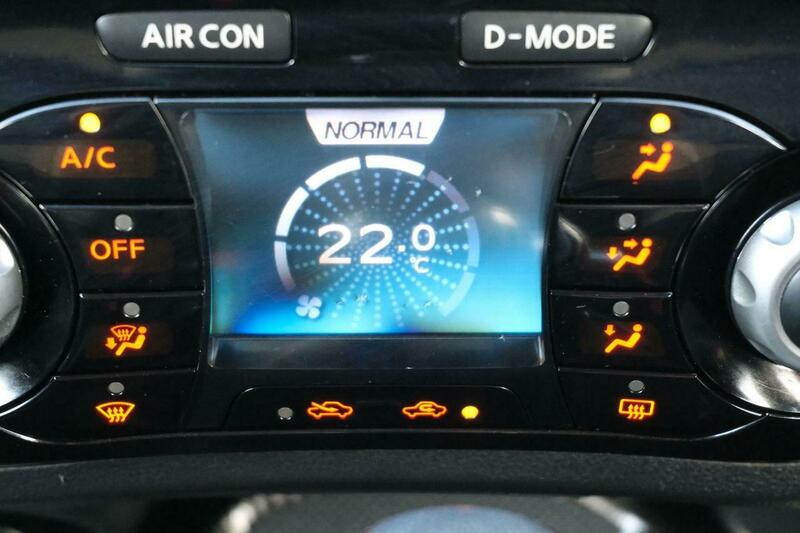 AIR CON
D-MODE
NORMAL
A/C
22.0
°C
OFF